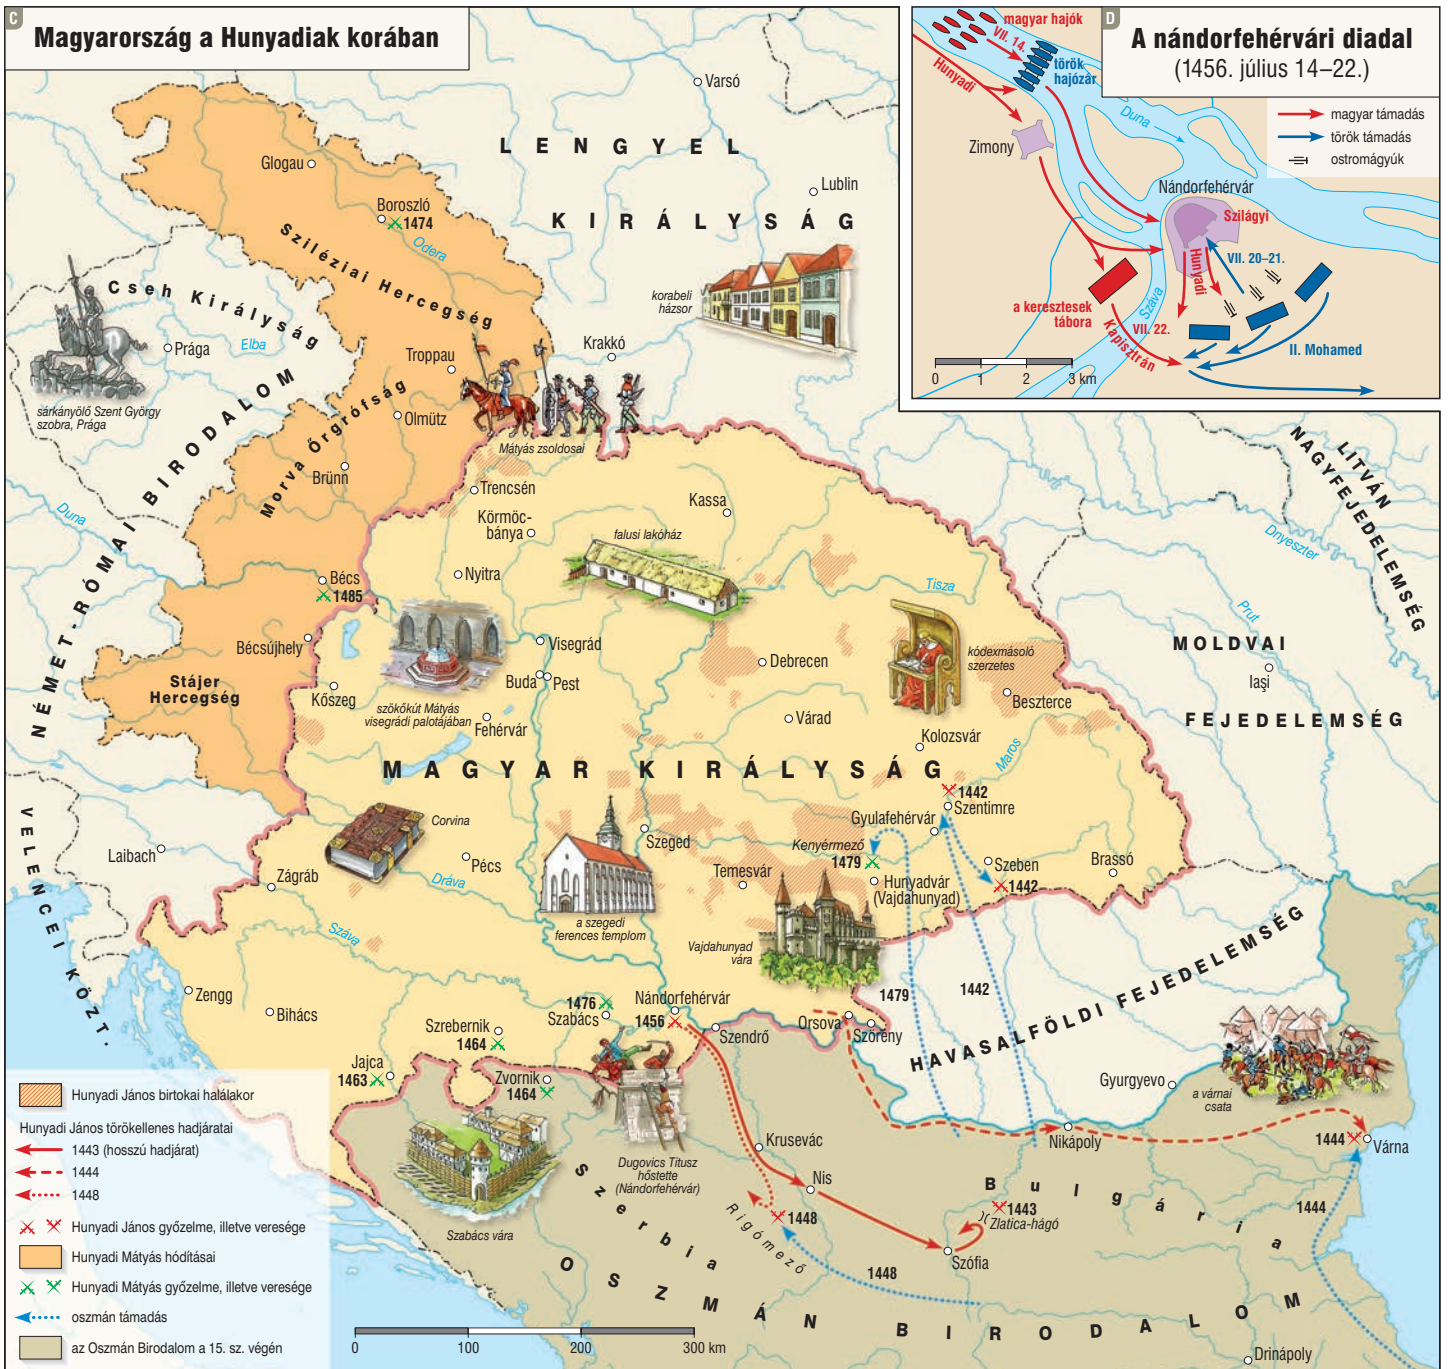 C
Magyarország a Hunyadiak korában
D
A nándorfehérvári diadal
(1456. július 14–22.)
magyar támadás
török támadás
ostromágyúk
magyar hajók
VII. 14.
török
hajózár
Hunyadi
Duna
Zimony
Nándorfehérvár
Szilágyi
VII. 20–21.
Hunyadi
a keresztesek
tábora
Száva
VII. 22.
Kapisztrán
II. Mohamed
0 1 2 3 km
Varsó
LENGYEL
KIRÁLYSÁG
Lublin
Glogau
Boroszló
1474
Odera
Sziléziai Hercegség
Cseh Királyság
Prága
Elba
sárkányölő Szent György
szobra, Prága
korabeli
házsor
Krakkó
Troppau
Olmütz
Mátyás zsoldosai
Morva Őrgrófság
Brünn
NÉMET-RÓMAI BIRODALOM
Duna
LITVÁN
NAGYFEJEDELEMSÉG
Dnyeszter
Prut
MOLDVAI
FEJEDELEMSÉG
Iaşi
Trencsén
Körmöc-
bánya
Kassa
falusi lakóház
Nyitra
Tisza
Bécs
1485
Bécsújhely
Stájer
Hercegség
Kőszeg
Visegrád
Buda
Pest
szökőkút Mátyás
visegrádi palotájában
Fehérvár
Debrecen
kódexmásoló
szerzetes
Beszterce
Várad
Kolozsvár
Maros
MAGYAR KIRÁLYSÁG
1442
Szentimre
Gyulafehérvár
Kenyérmező
1479
Hunyadvár
(Vajdahunyad)
Szeben
1442
Brassó
Corvina
Szeged
Temesvár
Pécs
Dráva
a szegedi
ferences templom
Vajdahunyad
vára
VELENCEI KÖZT.
Laibach
Zágráb
Száva
Zengg
Bihács
1476
Szabács
Nándorfehérvár
1456
Szendrő
Orsova
Szörény
1479
1442
HAVASALFÖLDI FEJEDELEMSÉG
Szrebernik
1464
Jajca
1463
Zvornik
1464
Gyurgyevo
a várnai
csata
Nikápoly
1444
Várna
1444
Krusevác
Nis
Dugovics Titusz
hőstette
(Nándorfehérvár)
Szabács vára
Szerbia
Rigómező
1448
1448
Bulgária
1443
Zlatica-hágó
Szófia
OSZMÁN BIRODALOM
Drinápoly
Hunyadi János birtokai halálakor
Hunyadi János törökellenes hadjáratai
1443 (hosszú hadjárat)
1444
1448
Hunyadi János győzelme, illetve veresége
Hunyadi Mátyás hódításai
Hunyadi Mátyás győzelme, illetve veresége
oszmán támadás
az Oszmán Birodalom a 15. sz. végén
0 100 200 300 km